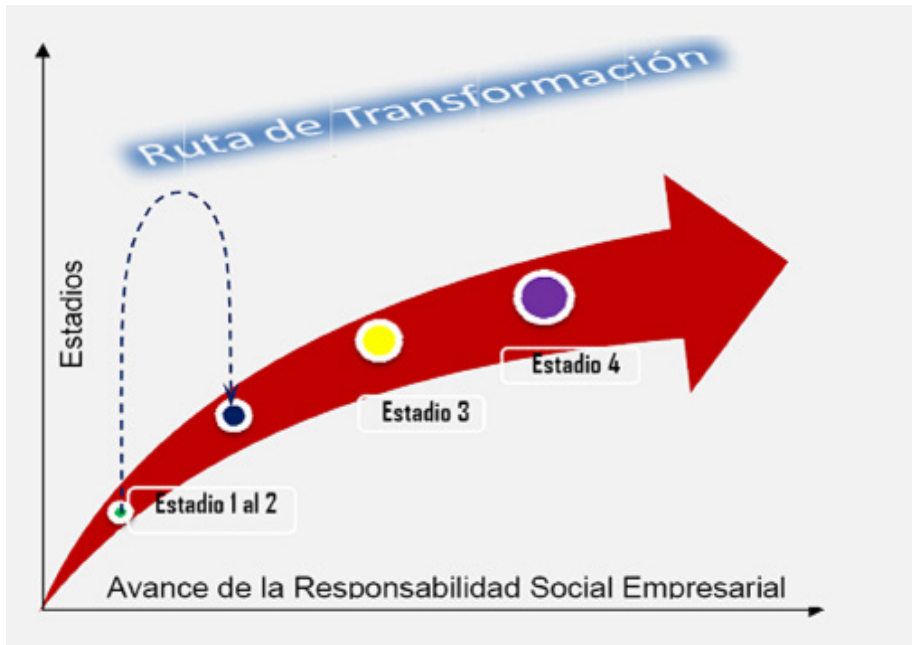 Ruta de Transformación
Estadios
Estadio 4
Estadio 3
Estadio 1 al 2
Avance de la Responsabilidad Social Empresarial